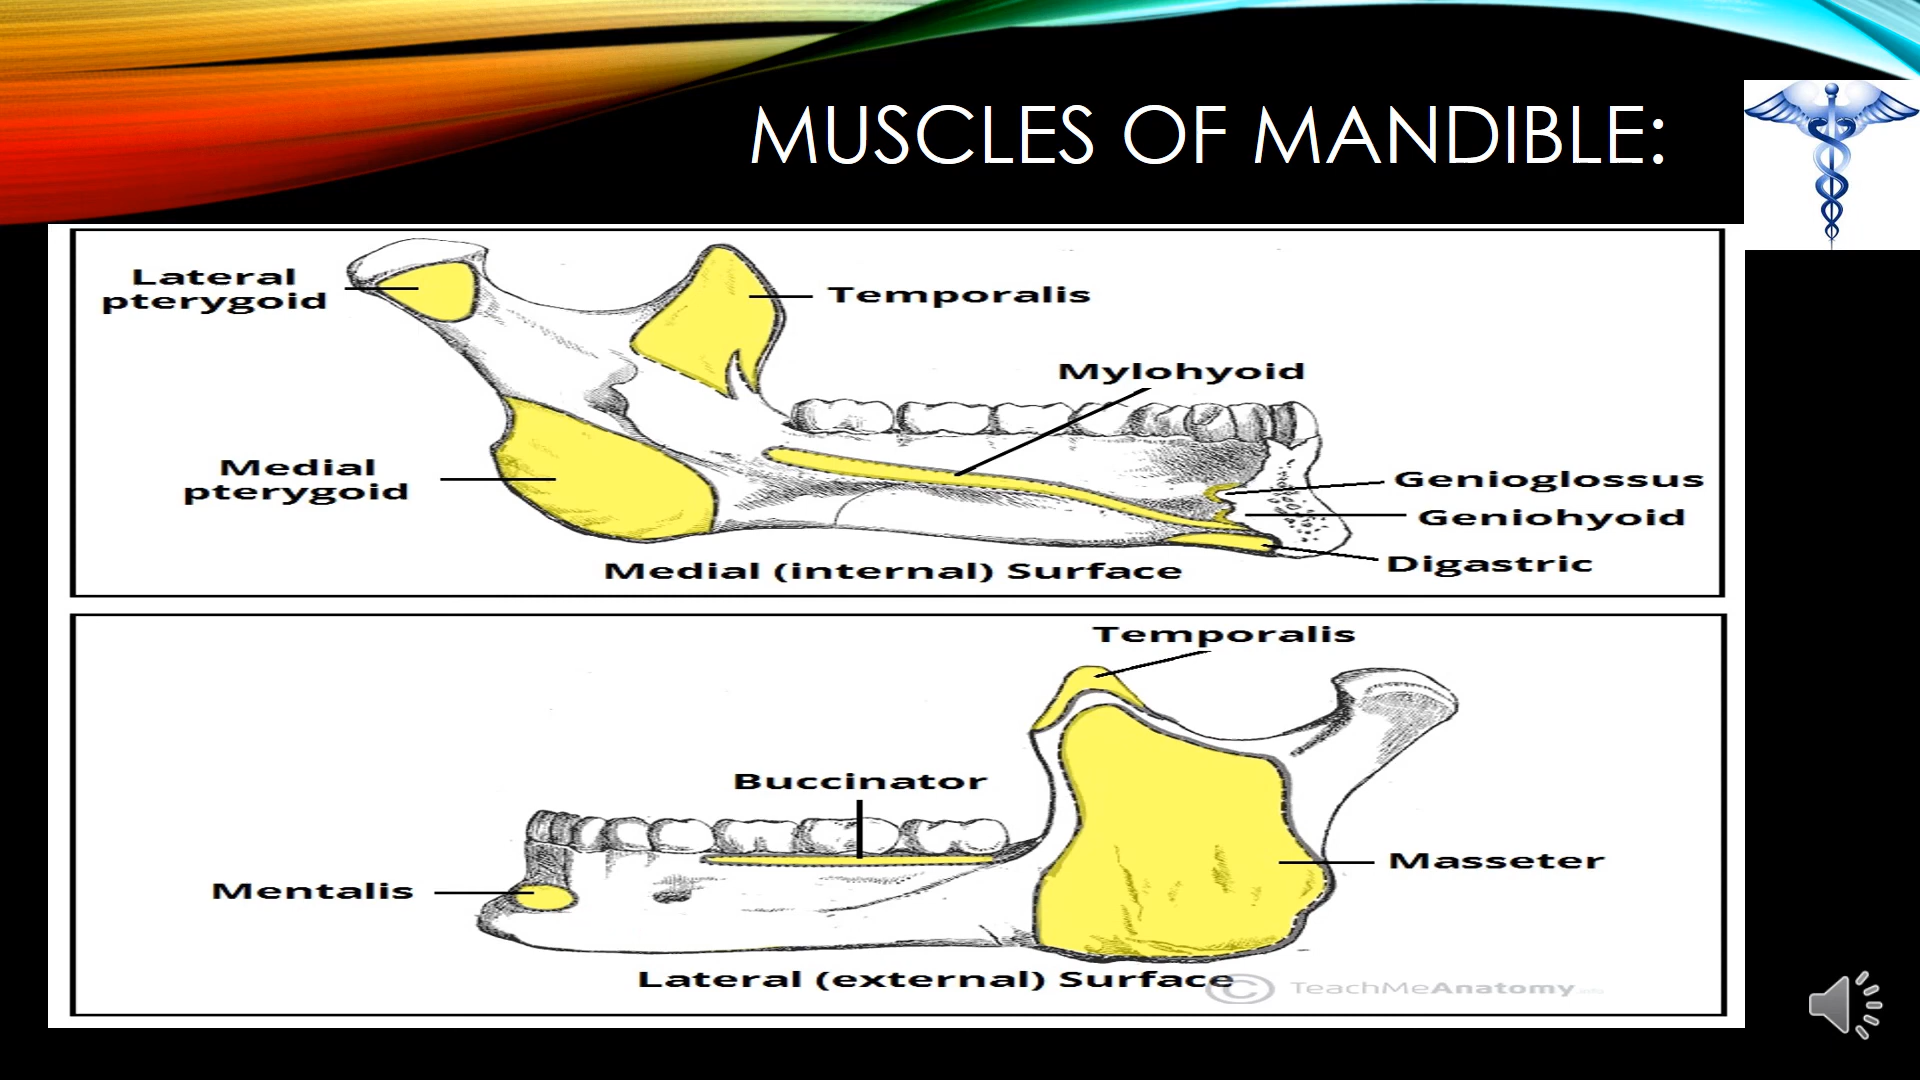 MUSCLES OF MANDIBLE:
Lateral
pterygoid
Temporalis
Mylohyoid
Medial
pterygoid
Genioglossus
Geniohyoid
Digastric
Medial (internal) Surface
Temporalis
Buccinator
Masseter
Mentalis
Lateral (external) Surface
© TeachMeAnatomy.info